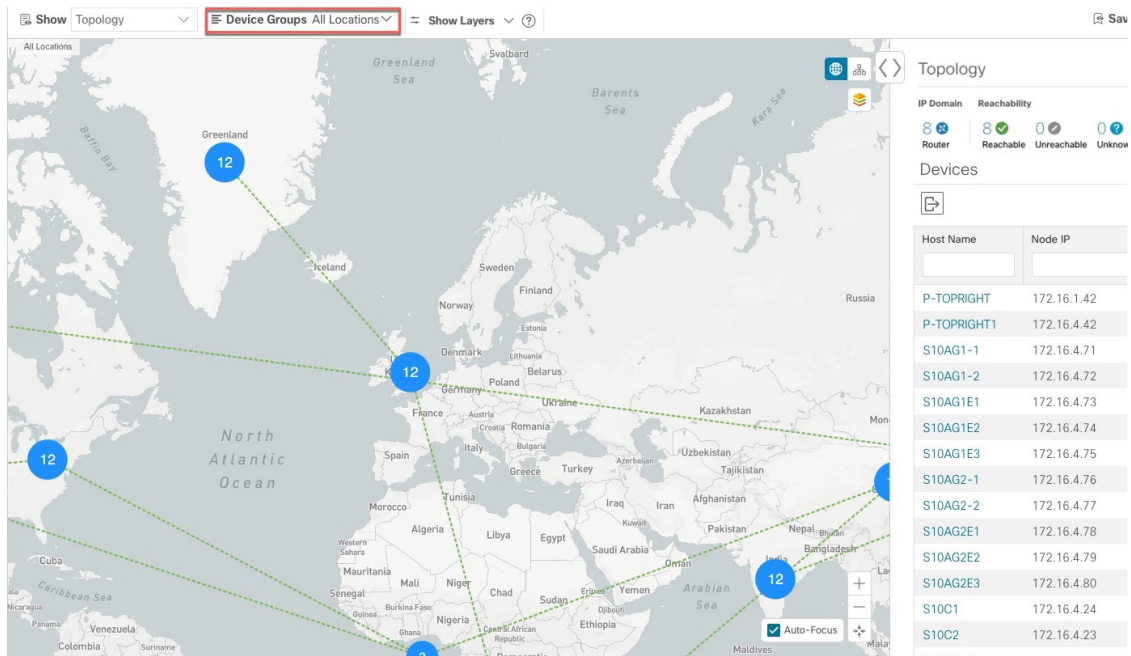 Show Topology Device Groups All Locations Show Layers ? Sav
All Locations
Svalbard
Greenland
Sea
Barents
Sea
Kara Sea
Baffin Bay
Greenland
12
Iceland
Sweden
Finland
Norway
Russia
Estonia
Denmark
Lithuania
Belarus
12
Germany
Poland
Ukraine
France
Austria
Croatia
Romania
Kazakhstan
Mon
North
Atlantic
Ocean
12
Spain
Italy
Bulgaria
Greece
Turkey
Azerbaijan
Uzbekistan
Tajikistan
Tunisia
Morocco
Iraq
Iran
Afghanistan
Algeria
Libya
Egypt
Kuwait
Pakistan
Nepal
Bhutan
Western
Sahara
Saudi Arabia
India
Bangladesh
Cuba
Oman
12
La
Mauritania
Mali
Niger
Chad
Sudan
Eritrea
Yemen
Arabian
Sea
Caribbean Sea
Senegal
Guinea
Burkina Faso
Nigeria
Djibouti
Nicaragua
Panama
Venezuela
Ghana
Central African
Republic
Ethiopia
Auto-Focus
Colombia
Suriname
Democratic
Maldives
Mala
Topology
IP Domain Reachability
8 8 0 0 ?
Router Reachable Unreachable Unknow
Devices
Host Name Node IP
P-TOPRIGHT 172.16.1.42
P-TOPRIGHT1 172.16.4.42
S10AG1-1 172.16.4.71
S10AG1-2 172.16.4.72
S10AG1E1 172.16.4.73
S10AG1E2 172.16.4.74
S10AG1E3 172.16.4.75
S10AG2-1 172.16.4.76
S10AG2-2 172.16.4.77
S10AG2E1 172.16.4.78
S10AG2E2 172.16.4.79
S10AG2E3 172.16.4.80
S10C1 172.16.4.24
S10C2 172.16.4.23